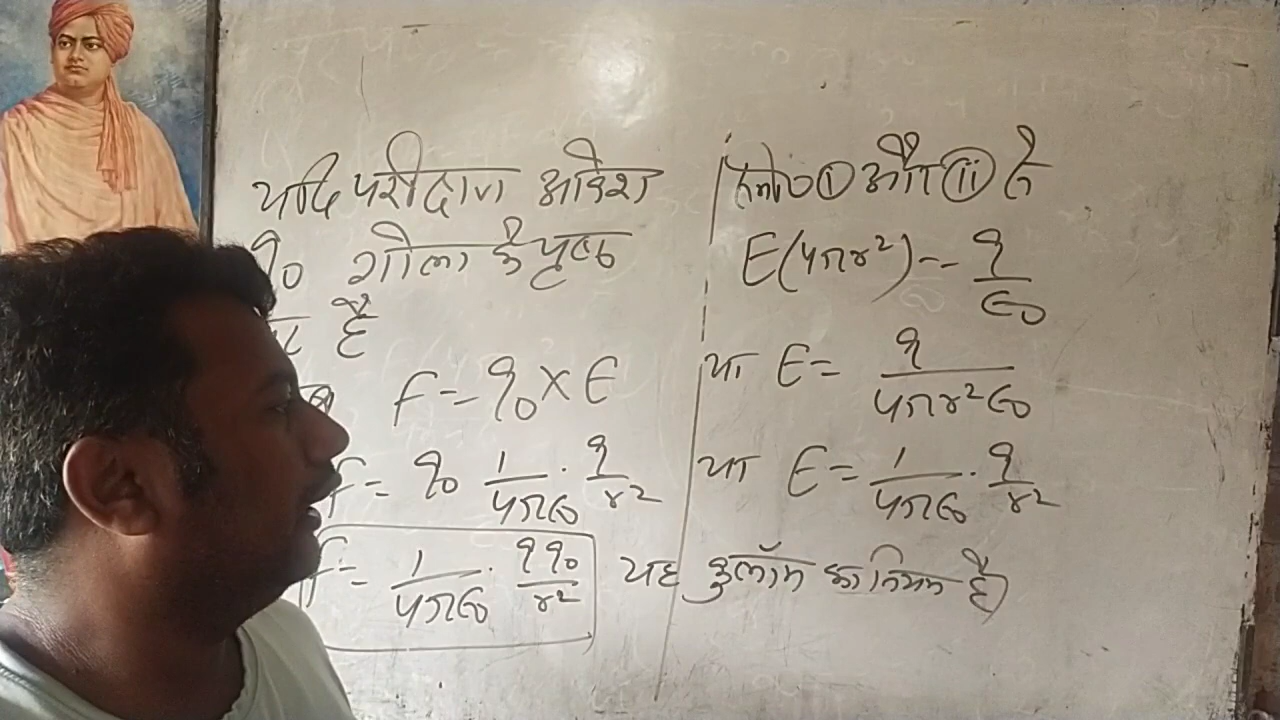 यदि परीक्षण आवेश
q₀ गोला के पृष्ठ
पर है
F = q₀ × E
F = q₀ 1/4πε₀ · q/r²
F = 1/4πε₀ · qq₀/r² यह कुलॉम का नियम है
समी० (i) और (ii) से
E(4πr²) = q/ε₀
या E = q/4πr²ε₀
या E = 1/4πε₀ · q/r²